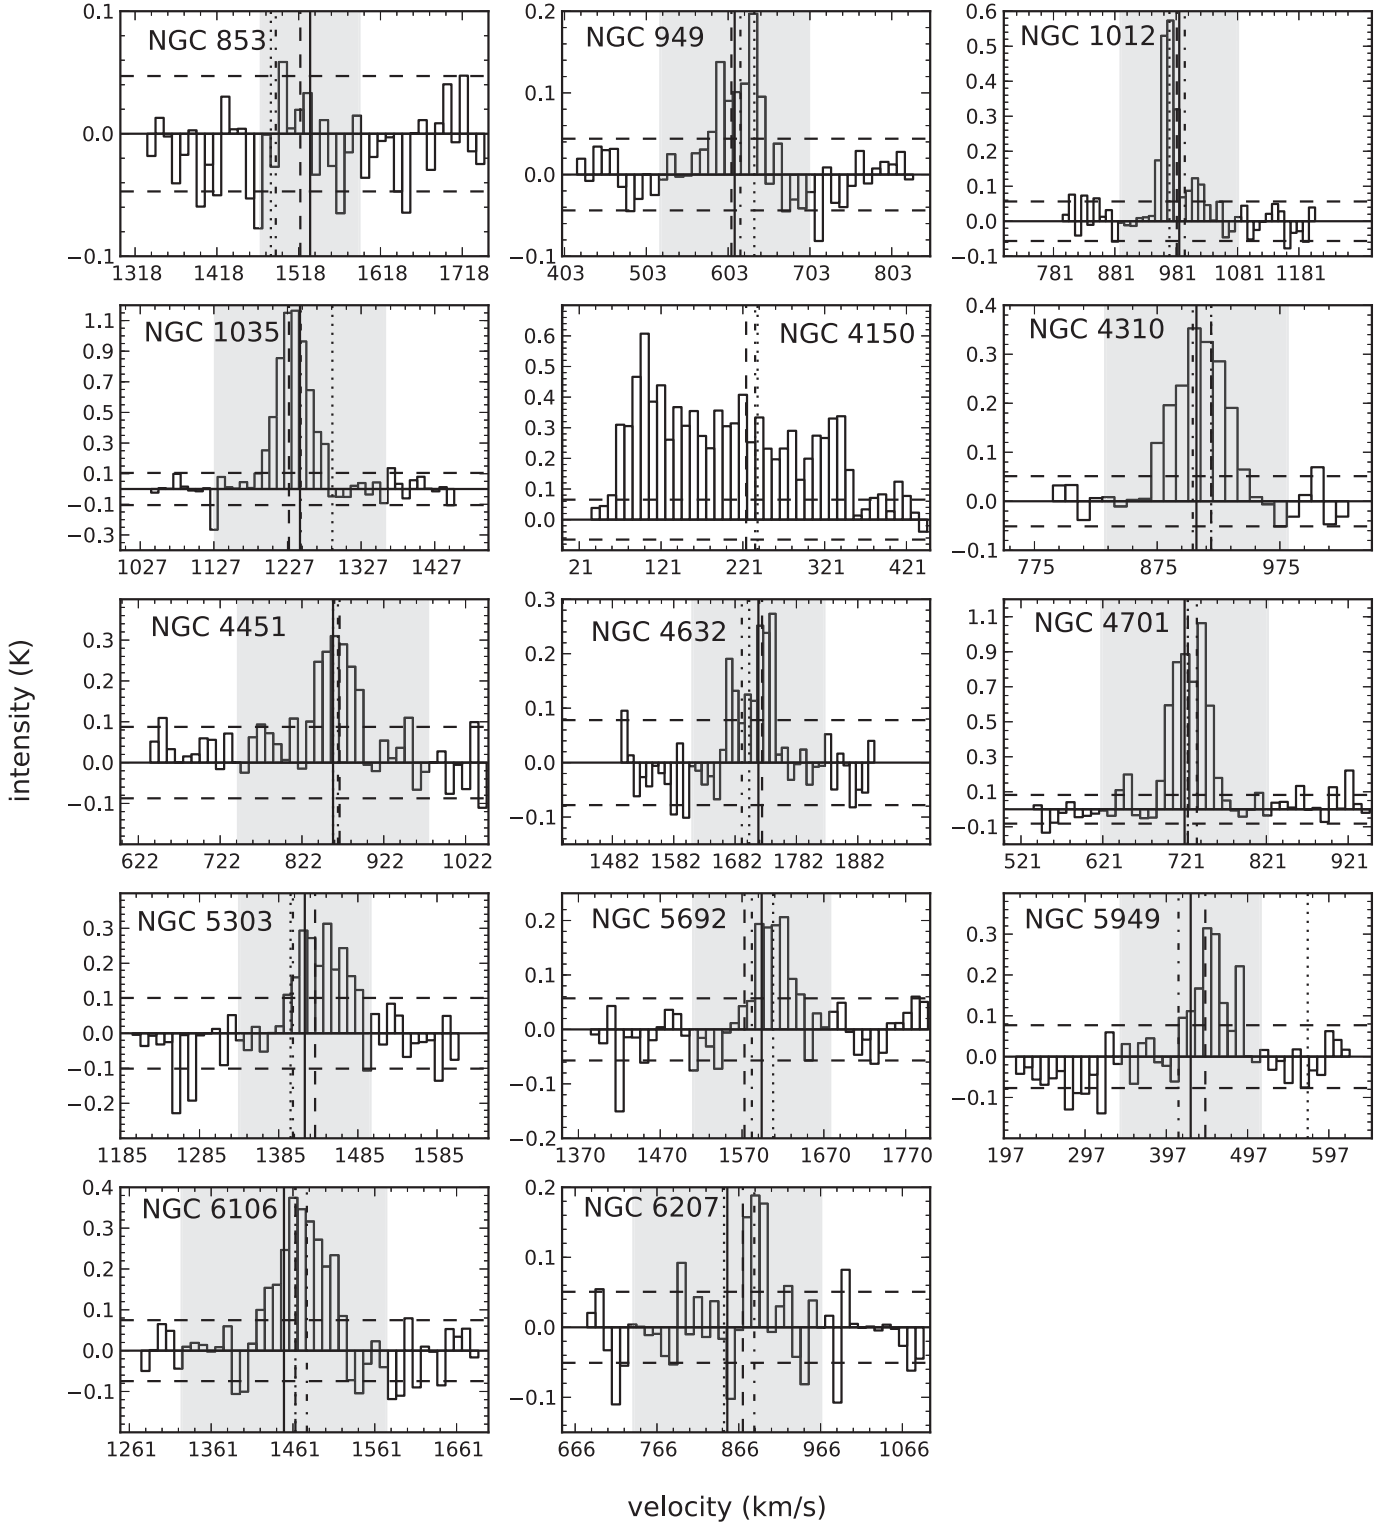 NGC 853
0.1
0.0
−0.1
1318 1418 1518 1618 1718
NGC 949
0.2
0.1
0.0
−0.1
403 503 603 703 803
NGC 1012
0.6
0.5
0.4
0.3
0.2
0.1
0.0
−0.1
781 881 981 1081 1181
NGC 1035
1.1
0.9
0.7
0.5
0.3
0.1
−0.1
−0.3
1027 1127 1227 1327 1427
NGC 4150
0.6
0.5
0.4
0.3
0.2
0.1
0.0
21 121 221 321 421
NGC 4310
0.4
0.3
0.2
0.1
0.0
−0.1
775 875 975
NGC 4451
0.3
0.2
0.1
0.0
−0.1
622 722 822 922 1022
NGC 4632
0.3
0.2
0.1
0.0
−0.1
1482 1582 1682 1782 1882
NGC 4701
1.1
0.9
0.7
0.5
0.3
0.1
−0.1
521 621 721 821 921
NGC 5303
0.3
0.2
0.1
0.0
−0.1
−0.2
1185 1285 1385 1485 1585
NGC 5692
0.2
0.1
0.0
−0.1
−0.2
1370 1470 1570 1670 1770
NGC 5949
0.3
0.2
0.1
0.0
−0.1
197 297 397 497 597
NGC 6106
0.4
0.3
0.2
0.1
0.0
−0.1
1261 1361 1461 1561 1661
NGC 6207
0.2
0.1
0.0
−0.1
666 766 866 966 1066
intensity (K)
velocity (km/s)